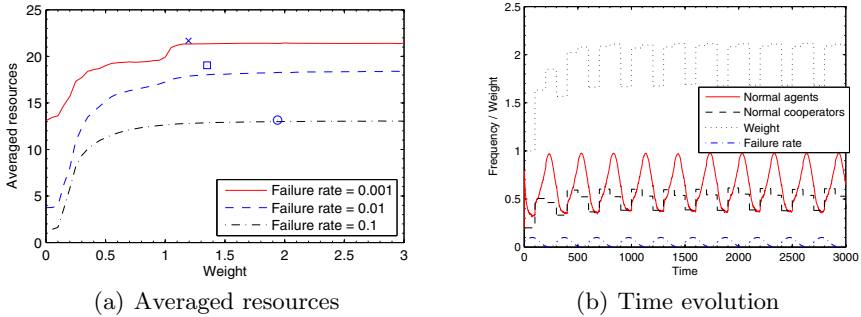 25
20
15
10
5
0
Averaged resources
0
0.5
1
1.5
2
2.5
3
Weight
Failure rate = 0.001
Failure rate = 0.01
Failure rate = 0.1
(a) Averaged resources
2.5
2
1.5
1
0.5
0
Frequency / Weight
0
500
1000
1500
2000
2500
3000
Time
Normal agents
Normal cooperators
Weight
Failure rate
(b) Time evolution